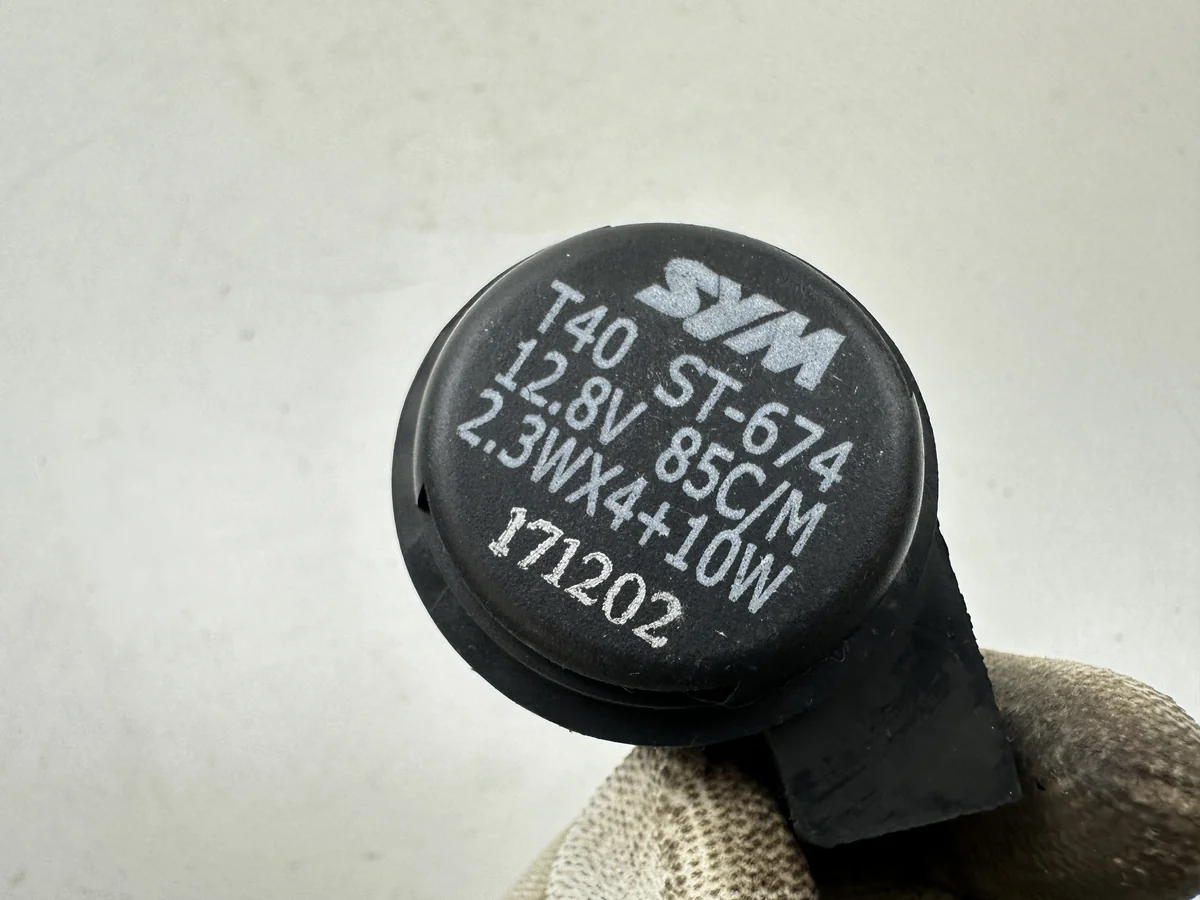 SYM
T40 ST-674
12.8V 85C/M
2.3WX4+10W
171202